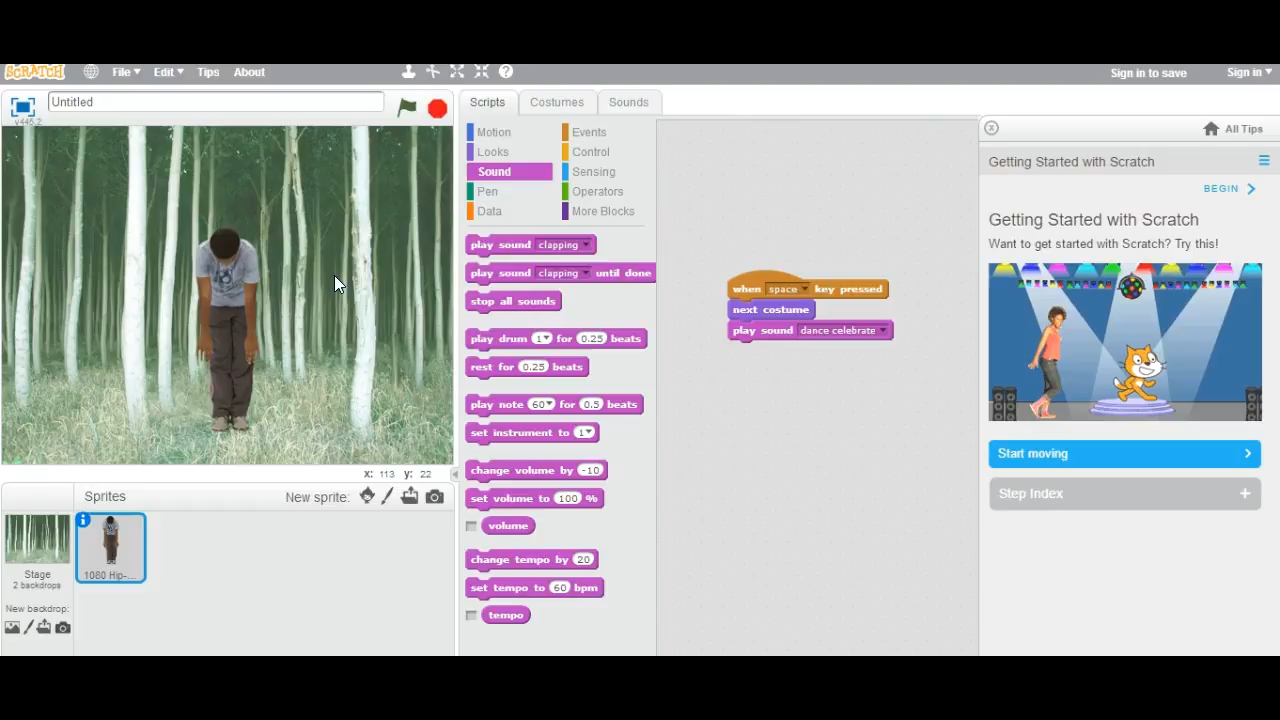 SCRATCH File Edit Tips About Sign in to save Sign in
Untitled
v446.2
Scripts Costumes Sounds
Motion Events
Looks Control
Sound Sensing
Pen Operators
Data More Blocks
play sound clapping
play sound clapping until done
stop all sounds
play drum 1 for 0.25 beats
rest for 0.25 beats
play note 60 for 0.5 beats
set instrument to 1
change volume by -10
set volume to 100 %
volume
change tempo by 20
set tempo to 60 bpm
tempo
when space key pressed
next costume
play sound dance celebrate
x: 113 y: 22
Sprites New sprite:
Stage
2 backdrops
New backdrop:
1080 Hip-...
All Tips
Getting Started with Scratch
BEGIN
Getting Started with Scratch
Want to get started with Scratch? Try this!
Start moving
Step Index